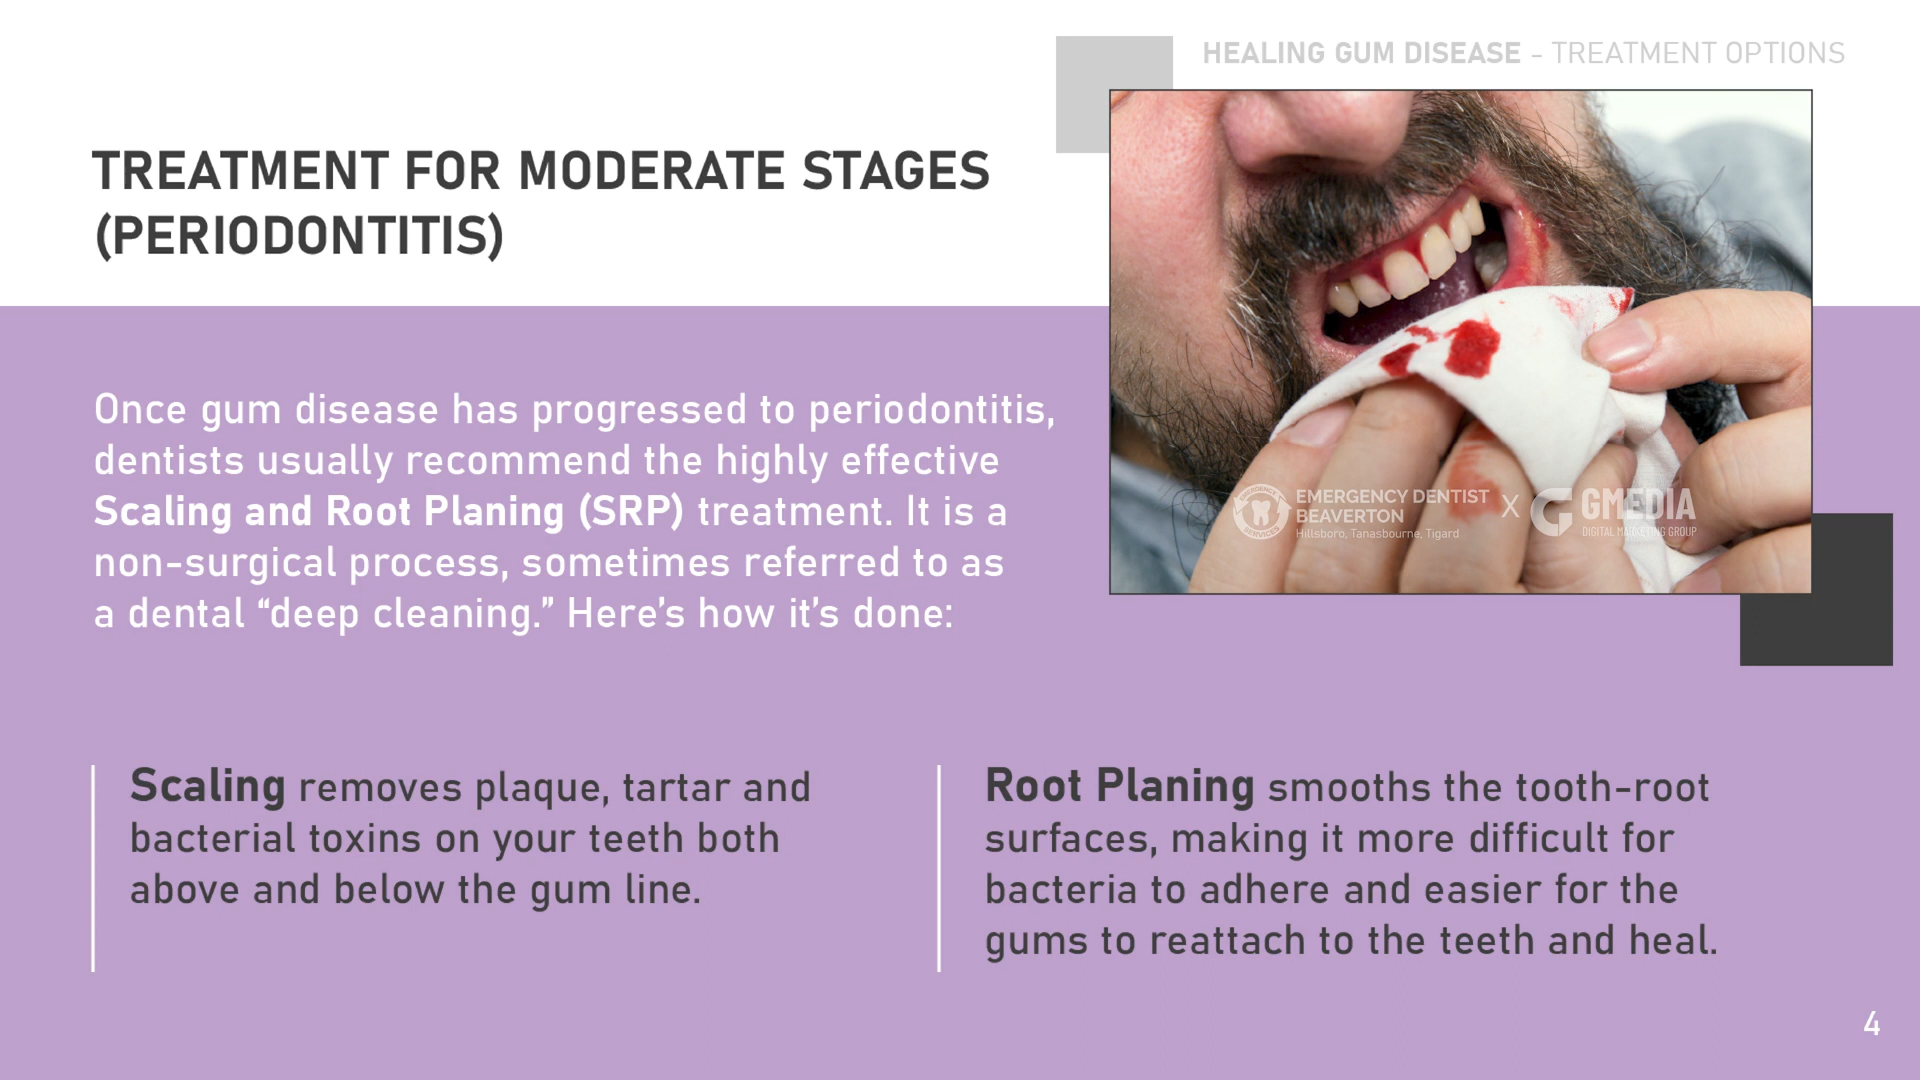 HEALING GUM DISEASE - TREATMENT OPTIONS
TREATMENT FOR MODERATE STAGES
(PERIODONTITIS)
Once gum disease has progressed to periodontitis,
dentists usually recommend the highly effective
Scaling and Root Planing (SRP) treatment. It is a
non-surgical process, sometimes referred to as
a dental “deep cleaning.” Here’s how it’s done:
EMERGENCY DENTIST
BEAVERTON
Hillsboro, Tanasbourne, Tigard
X
GMEDIA
DIGITAL MARKETING GROUP
Scaling removes plaque, tartar and
bacterial toxins on your teeth both
above and below the gum line.
Root Planing smooths the tooth-root
surfaces, making it more difficult for
bacteria to adhere and easier for the
gums to reattach to the teeth and heal.
4